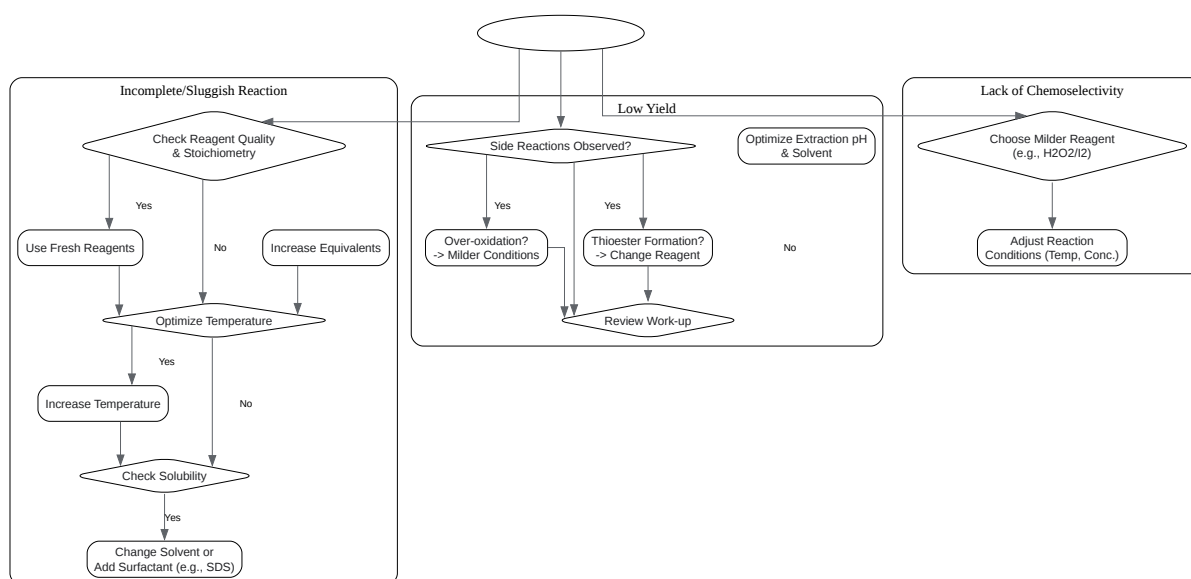 Incomplete/Sluggish Reaction
Check Reagent Quality
& Stoichiometry
Yes
Use Fresh Reagents
No
Increase Equivalents
Optimize Temperature
Yes
Increase Temperature
No
Check Solubility
Yes
Change Solvent or
Add Surfactant (e.g., SDS)
Low Yield
Side Reactions Observed?
Optimize Extraction pH
& Solvent
Yes
Yes
Over-oxidation?
-> Milder Conditions
Thioester Formation?
-> Change Reagent
No
Review Work-up
Lack of Chemoselectivity
Choose Milder Reagent
(e.g., H2O2/I2)
Adjust Reaction
Conditions (Temp, Conc.)